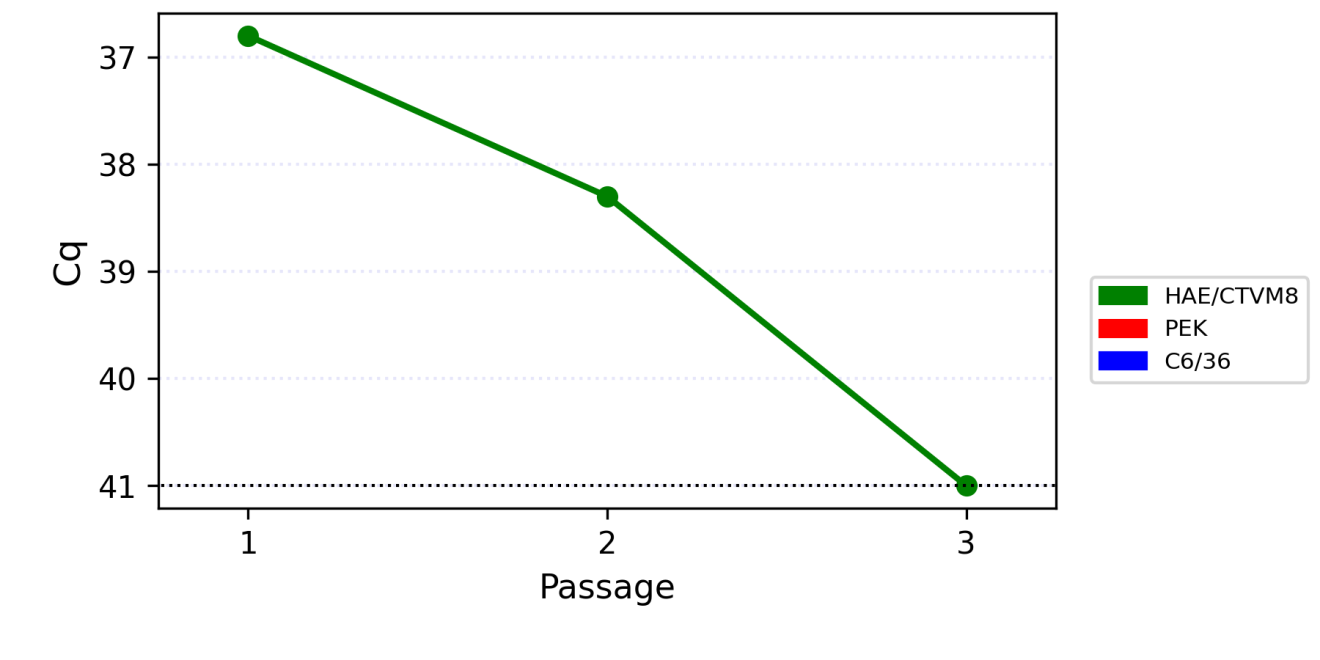 37
38
39
40
41
Cq
1
2
3
Passage
HAE/CTVM8
PEK
C6/36